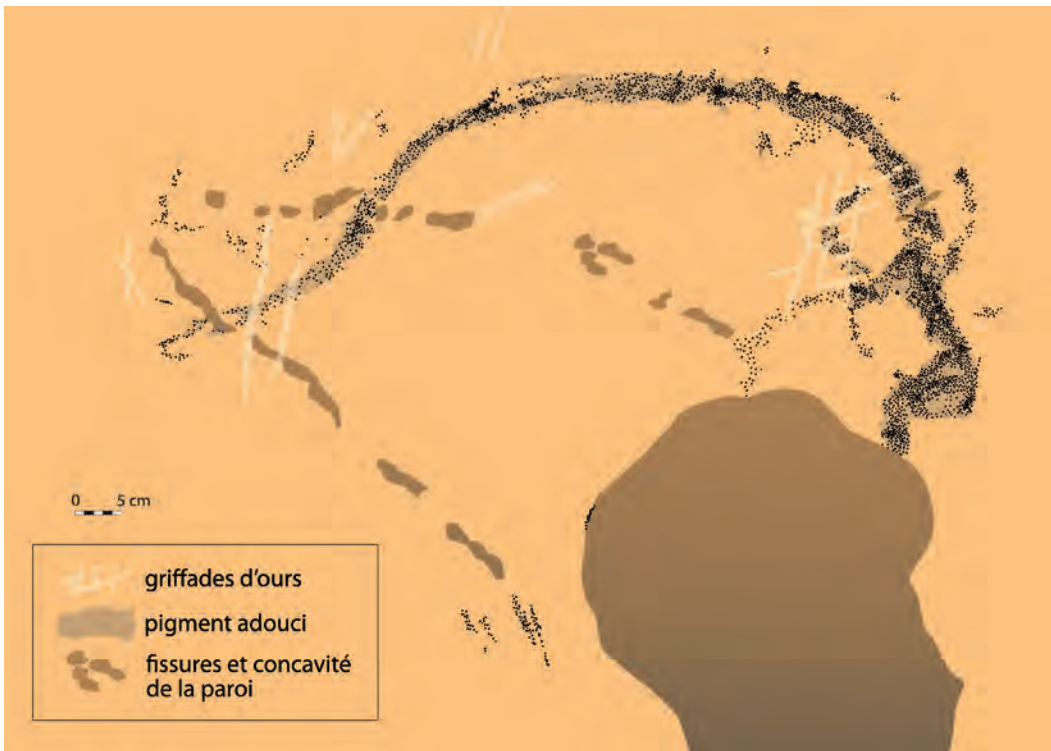 0 5 cm
griffades d'ours
pigment adouci
fissures et concavité
de la paroi